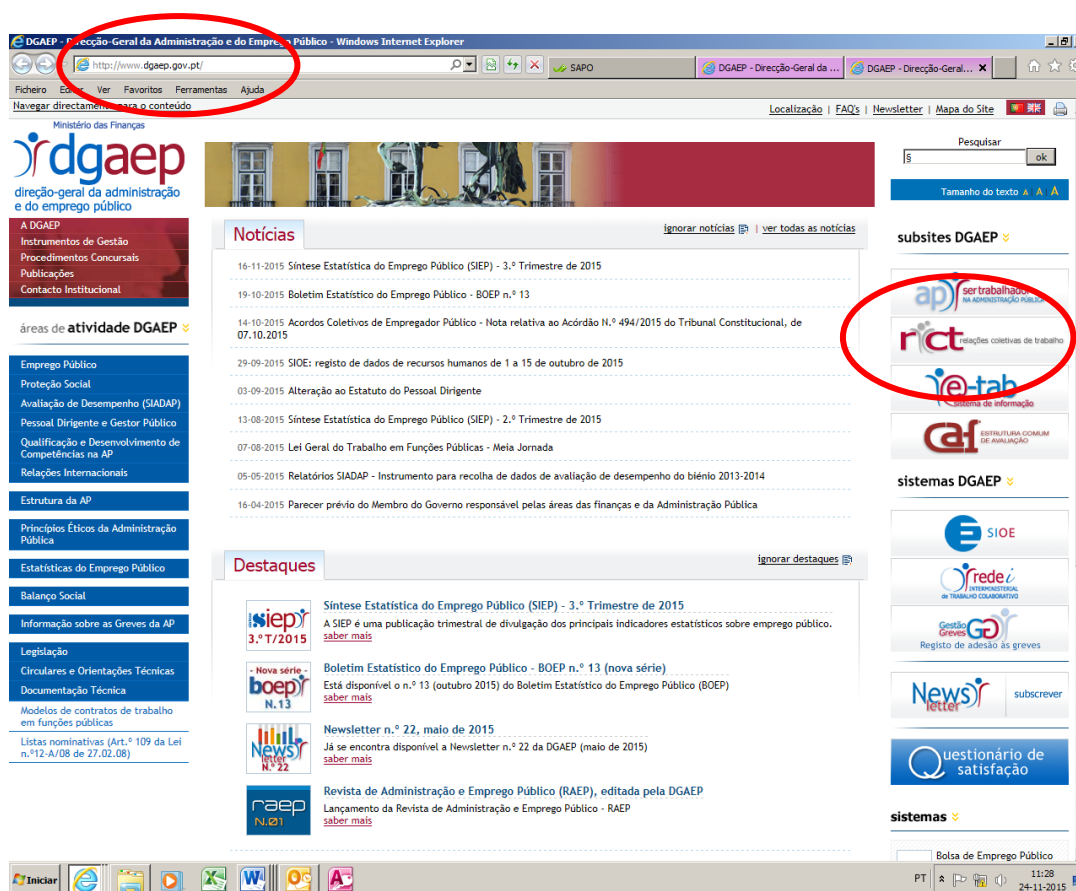 DGAEP - Direcção-Geral da Administração e do Emprego Público - Windows Internet Explorer
http://www.dgaep.gov.pt/
SAPO
DGAEP - Direcção-Geral da ...
DGAEP - Direcção-Geral...
Ficheiro Editar Ver Favoritos Ferramentas Ajuda
Navegar directamente para o conteúdo
Localização | FAQ's | Newsletter | Mapa do Site
Ministério das Finanças
dgaep
direção-geral da administração
e do emprego público
Pesquisar
§ ok
Tamanho do texto A A A
A DGAEP
Instrumentos de Gestão
Procedimentos Concursais
Publicações
Contacto Institucional
áreas de atividade DGAEP
Emprego Público
Proteção Social
Avaliação de Desempenho (SIADAP)
Pessoal Dirigente e Gestor Público
Qualificação e Desenvolvimento de
Competências na AP
Relações Internacionais
Estrutura da AP
Princípios Éticos da Administração
Pública
Estatísticas do Emprego Público
Balanço Social
Informação sobre as Greves da AP
Legislação
Circulares e Orientações Técnicas
Documentação Técnica
Modelos de contratos de trabalho
em funções públicas
Listas nominativas (Art.º 109 da Lei
n.º12-A/08 de 27.02.08)
Notícias
ignorar notícias | ver todas as notícias
16-11-2015 Síntese Estatística do Emprego Público (SIEP) - 3.º Trimestre de 2015
19-10-2015 Boletim Estatístico do Emprego Público - BOEP n.º 13
14-10-2015 Acordos Coletivos de Empregador Público - Nota relativa ao Acórdão N.º 494/2015 do Tribunal Constitucional, de
07.10.2015
29-09-2015 SIOE: registo de dados de recursos humanos de 1 a 15 de outubro de 2015
03-09-2015 Alteração ao Estatuto do Pessoal Dirigente
13-08-2015 Síntese Estatística do Emprego Público (SIEP) - 2.º Trimestre de 2015
07-08-2015 Lei Geral do Trabalho em Funções Públicas - Meia Jornada
05-05-2015 Relatórios SIADAP - Instrumento para recolha de dados de avaliação de desempenho do biénio 2013-2014
16-04-2015 Parecer prévio do Membro do Governo responsável pelas áreas das finanças e da Administração Pública
Destaques
ignorar destaques
siep
3.º T/2015
Síntese Estatística do Emprego Público (SIEP) - 3.º Trimestre de 2015
A SIEP é uma publicação trimestral de divulgação dos principais indicadores estatísticos sobre emprego público.
saber mais
- Nova série -
boep
N.13
Boletim Estatístico do Emprego Público - BOEP n.º 13 (nova série)
Está disponível o n.º 13 (outubro 2015) do Boletim Estatístico do Emprego Público (BOEP)
saber mais
News
letter
N.º 22
Newsletter n.º 22, maio de 2015
Já se encontra disponível a Newsletter n.º 22 da DGAEP (maio de 2015)
saber mais
raep
N.01
Revista de Administração e Emprego Público (RAEP), editada pela DGAEP
Lançamento da Revista de Administração e Emprego Público - RAEP
saber mais
subsites DGAEP
ap ser trabalhador
NA ADMINISTRAÇÃO PÚBLICA
rct relações coletivas de trabalho
e-tab
sistema de informação
caf ESTRUTURA COMUM
DE AVALIAÇÃO
sistemas DGAEP
SIOE
rede i
INTERMINISTERIAL
de TRABALHO COLABORATIVO
Gestão
Greves
Registo de adesão às greves
News
letter
subscrever
Questionário de
satisfação
sistemas
Bolsa de Emprego Público
Iniciar
PT
11:28
24-11-2015